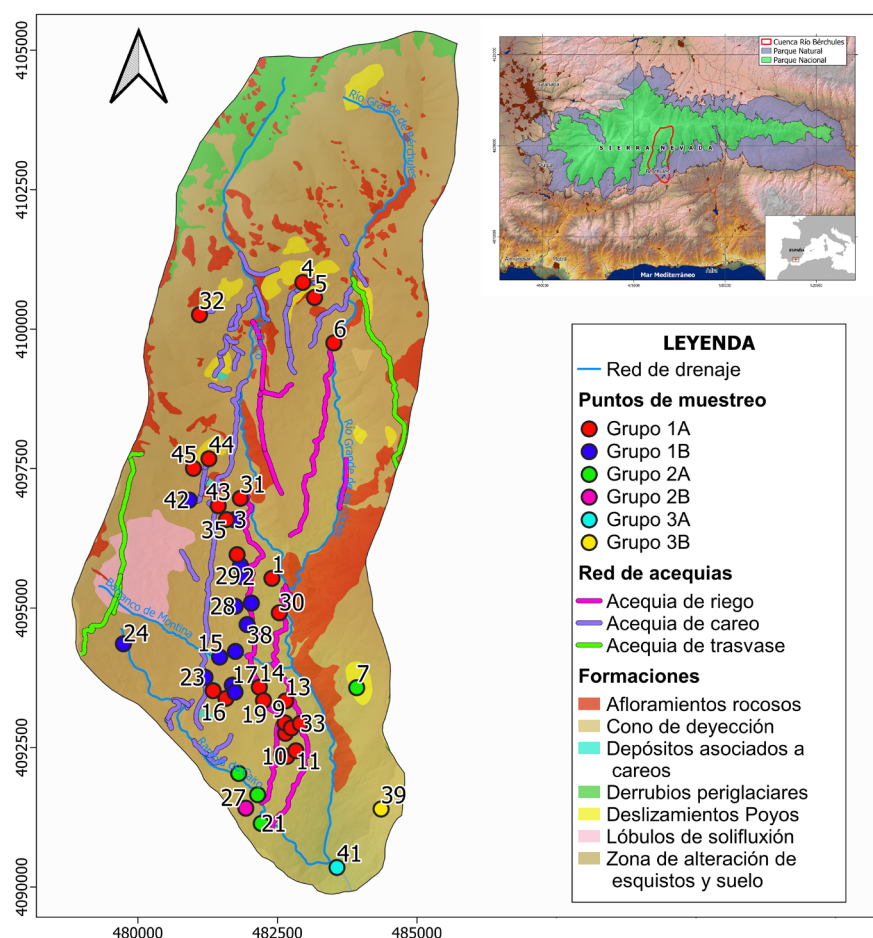 4105000
4102500
4100000
4097500
4095000
4092500
4090000
480000
482500
485000
Río Grande de Bérchules
4
5
32
6
44
45
42
43
31
35
3
29
2
1
28
30
38
Barranco de Montina
24
15
23
17
14
7
13
16
19
9
33
10
11
27
21
39
41
Cuenca Río Bérchules
Parque Natural
Parque Nacional
SIERRA NEVADA
Bérchules
Motril
Adra
Mar Mediterráneo
ESPAÑA
LEYENDA
Red de drenaje
Puntos de muestreo
Grupo 1A
Grupo 1B
Grupo 2A
Grupo 2B
Grupo 3A
Grupo 3B
Red de acequias
Acequia de riego
Acequia de careo
Acequia de trasvase
Formaciones
Afloramientos rocosos
Cono de deyección
Depósitos asociados a
careos
Derrubios periglaciares
Deslizamientos Poyos
Lóbulos de solifluxión
Zona de alteración de
esquistos y suelo